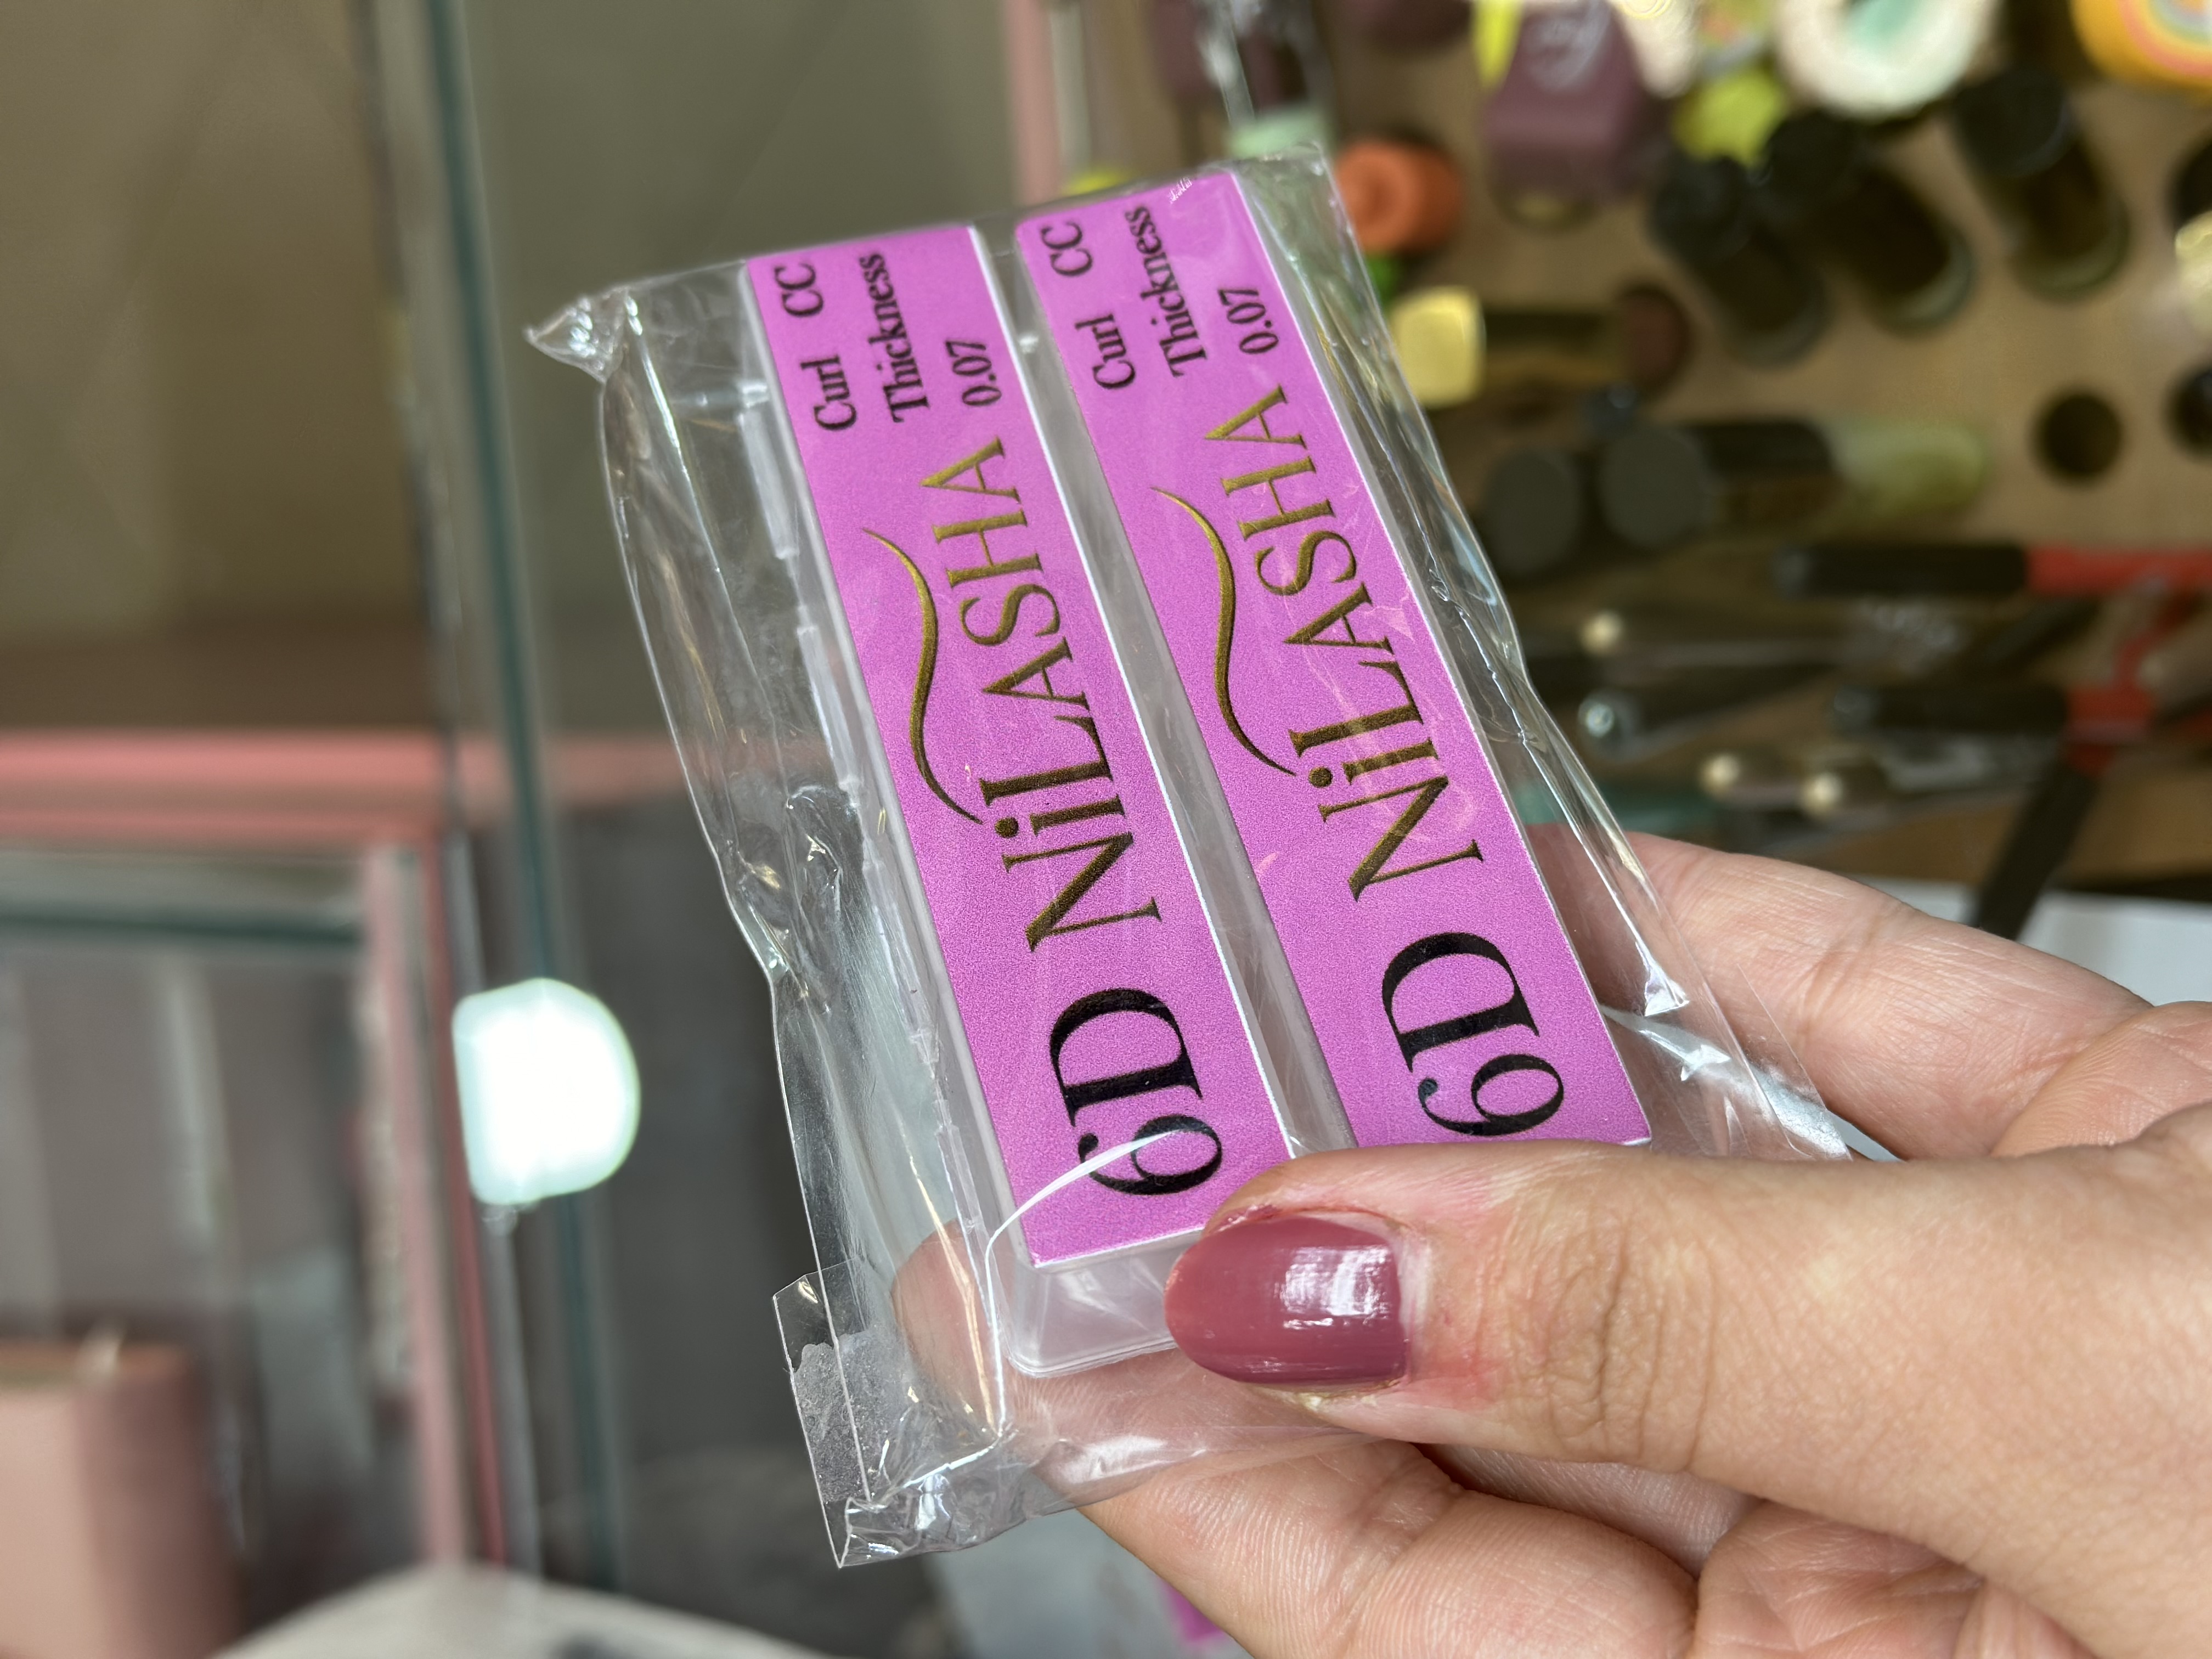 6D NiLASHA
Curl CC
Thickness
0.07
6D NiLASHA
Curl CC
Thickness
0.07